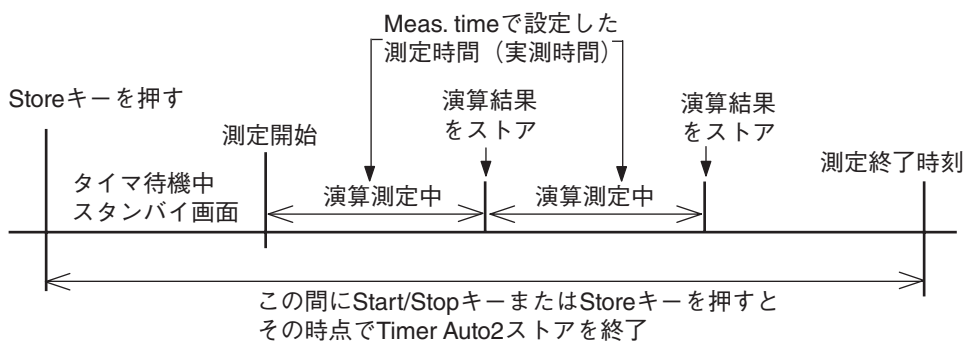 Meas. timeで設定した
測定時間（実測時間）
Storeキーを押す
演算結果
をストア
演算結果
をストア
測定開始
測定終了時刻
タイマ待機中
スタンバイ画面
演算測定中
演算測定中
この間にStart/StopキーまたはStoreキーを押すと
その時点でTimer Auto2ストアを終了